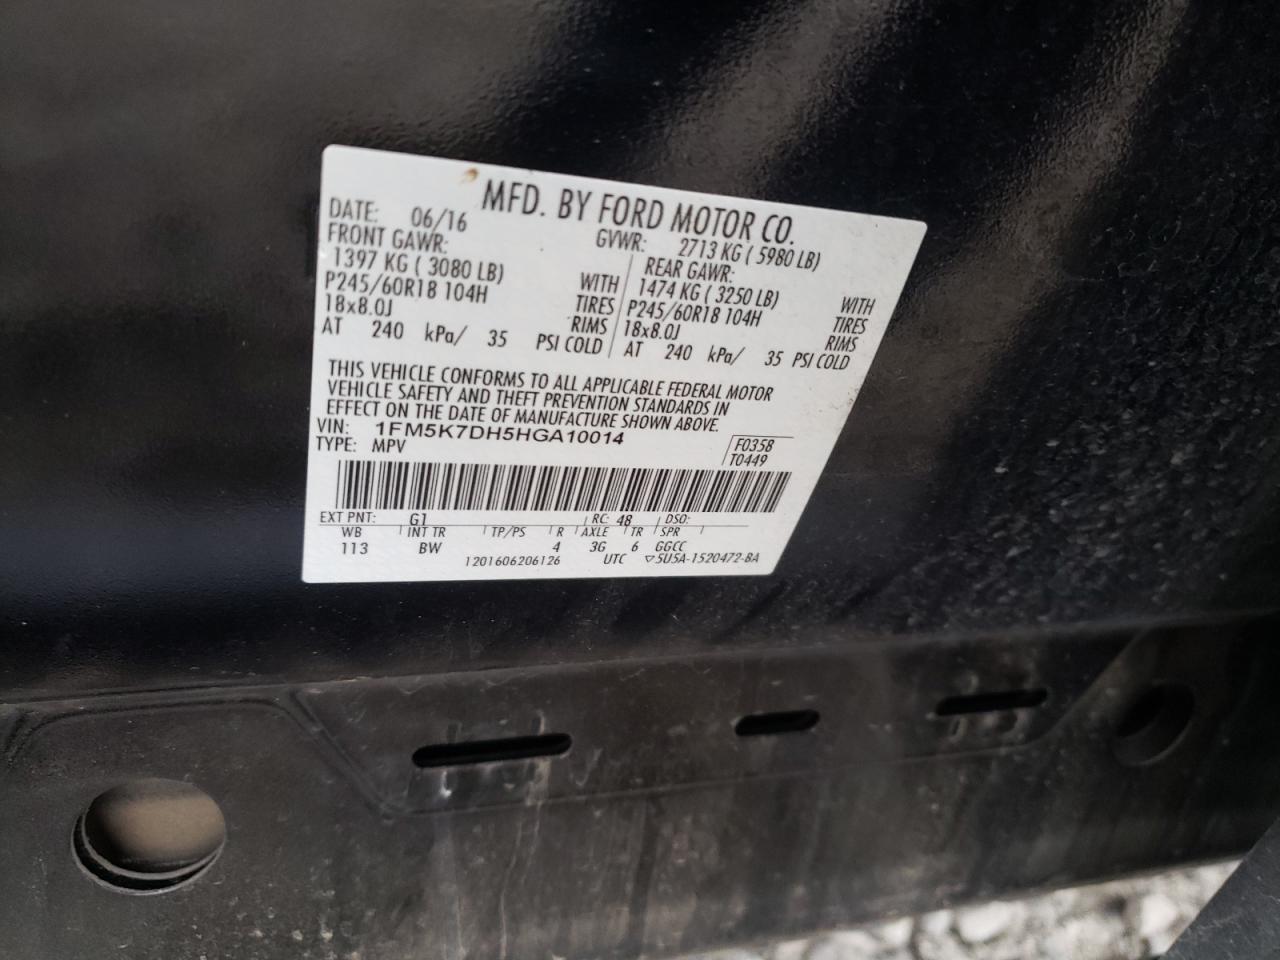 MFD. BY FORD MOTOR CO.
DATE: 06/16 GVWR: 2713 KG ( 5980 LB)
FRONT GAWR: REAR GAWR:
1397 KG ( 3080 LB) WITH 1474 KG ( 3250 LB) WITH
P245/60R18 104H TIRES P245/60R18 104H TIRES
18x8.0J RIMS 18x8.0J RIMS
AT 240 kPa/ 35 PSI COLD AT 240 kPa/ 35 PSI COLD
THIS VEHICLE CONFORMS TO ALL APPLICABLE FEDERAL MOTOR
VEHICLE SAFETY AND THEFT PREVENTION STANDARDS IN
EFFECT ON THE DATE OF MANUFACTURE SHOWN ABOVE.
VIN: 1FM5K7DH5HGA10014
TYPE: MPV F035B
T0449
EXT PNT: G1 RC: 48 DSO:
WB INT TR TP/PS R AXLE TR SPR
113 BW 4 3G 6 GGCC
1201606206126 UTC ▽5U5A-1520472-BA